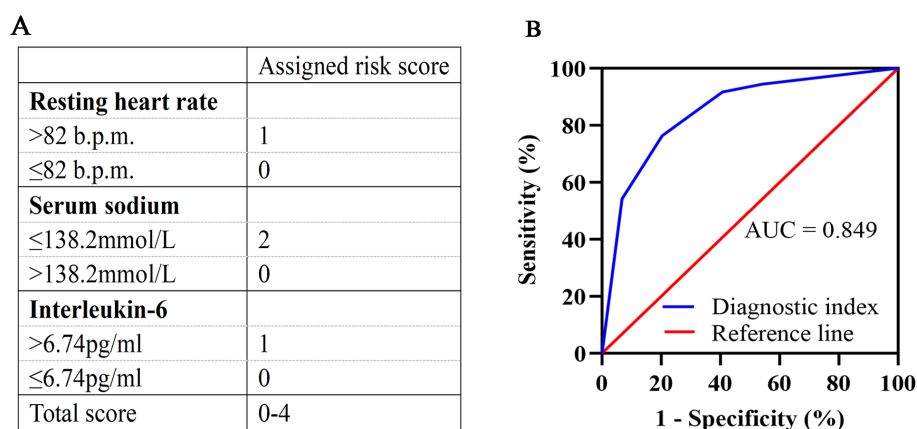 A
Assigned risk score
Resting heart rate
>82 b.p.m. 1
≤82 b.p.m. 0
Serum sodium
≤138.2mmol/L 2
>138.2mmol/L 0
Interleukin-6
>6.74pg/ml 1
≤6.74pg/ml 0
Total score 0-4
B
Sensitivity (%)
100
80
60
40
20
0
AUC = 0.849
Diagnostic index
Reference line
0 20 40 60 80 100
1 - Specificity (%)